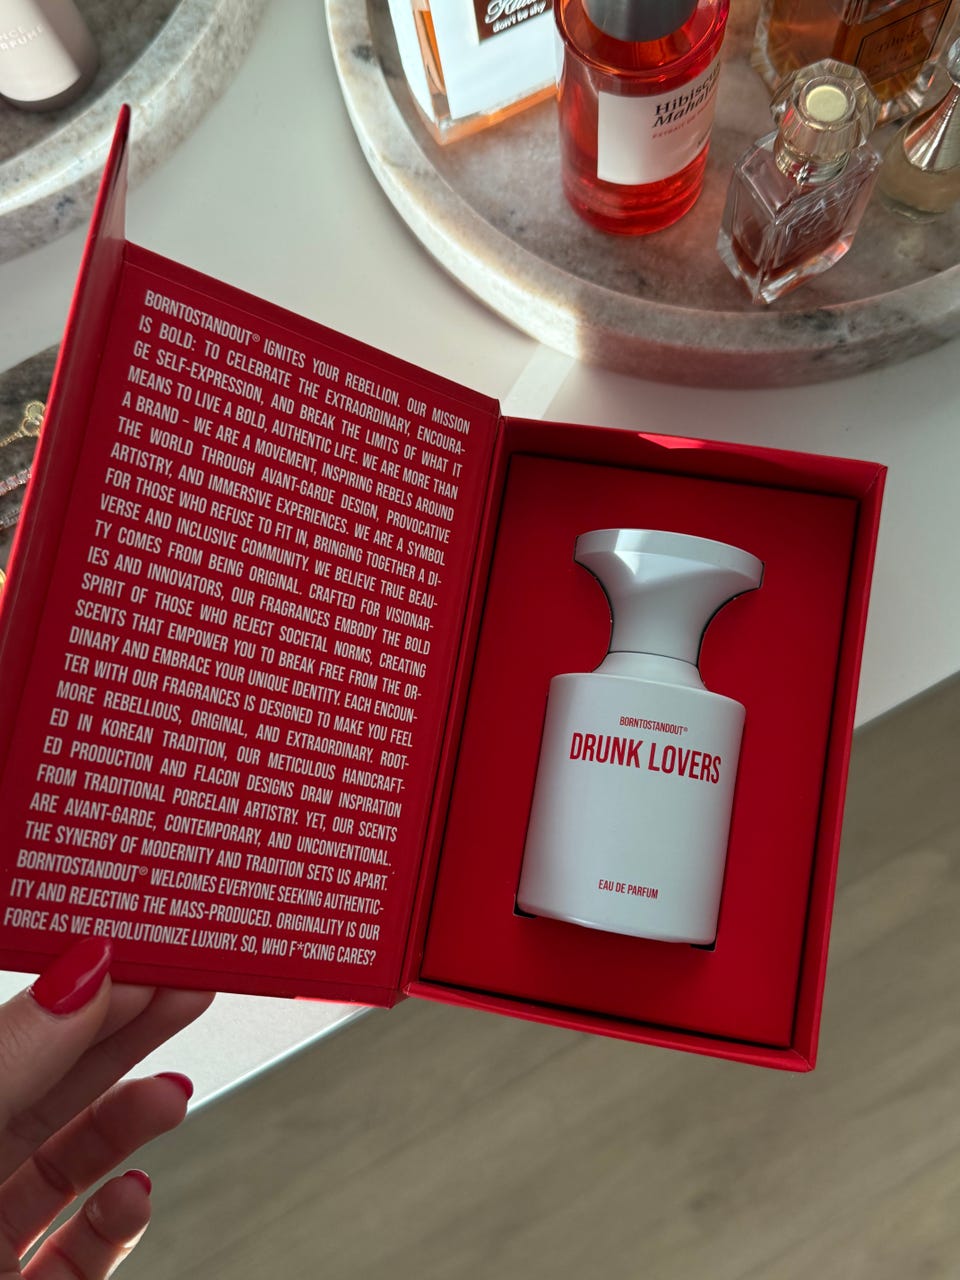 NCE
don't be shy
Hibiscus
Mahajád
EXTRAIT DE
BORNTOSTANDOUT® IGNITES YOUR REBELLION. OUR MISSION
IS BOLD: TO CELEBRATE THE EXTRAORDINARY, ENCOURA-
GE SELF-EXPRESSION, AND BREAK THE LIMITS OF WHAT IT
MEANS TO LIVE A BOLD, AUTHENTIC LIFE. WE ARE MORE THAN
A BRAND – WE ARE A MOVEMENT, INSPIRING REBELS AROUND
THE WORLD THROUGH AVANT-GARDE DESIGN, PROVOCATIVE
ARTISTRY, AND IMMERSIVE EXPERIENCES. WE ARE A SYMBOL
FOR THOSE WHO REFUSE TO FIT IN, BRINGING TOGETHER A DI-
VERSE AND INCLUSIVE COMMUNITY. WE BELIEVE TRUE BEAU-
TY COMES FROM BEING ORIGINAL. CRAFTED FOR VISIONAR-
IES AND INNOVATORS, OUR FRAGRANCES EMBODY THE BOLD
SPIRIT OF THOSE WHO REJECT SOCIETAL NORMS, CREATING
SCENTS THAT EMPOWER YOU TO BREAK FREE FROM THE OR-
DINARY AND EMBRACE YOUR UNIQUE IDENTITY. EACH ENCOUN-
TER WITH OUR FRAGRANCES IS DESIGNED TO MAKE YOU FEEL
MORE REBELLIOUS, ORIGINAL, AND EXTRAORDINARY. ROOT-
ED IN KOREAN TRADITION, OUR METICULOUS HANDCRAFT-
ED PRODUCTION AND FLACON DESIGNS DRAW INSPIRATION
FROM TRADITIONAL PORCELAIN ARTISTRY. YET, OUR SCENTS
ARE AVANT-GARDE, CONTEMPORARY, AND UNCONVENTIONAL.
THE SYNERGY OF MODERNITY AND TRADITION SETS US APART.
BORNTOSTANDOUT® WELCOMES EVERYONE SEEKING AUTHENTIC-
ITY AND REJECTING THE MASS-PRODUCED. ORIGINALITY IS OUR
FORCE AS WE REVOLUTIONIZE LUXURY. SO, WHO F*CKING CARES?
BORNTOSTANDOUT®
DRUNK LOVERS
EAU DE PARFUM